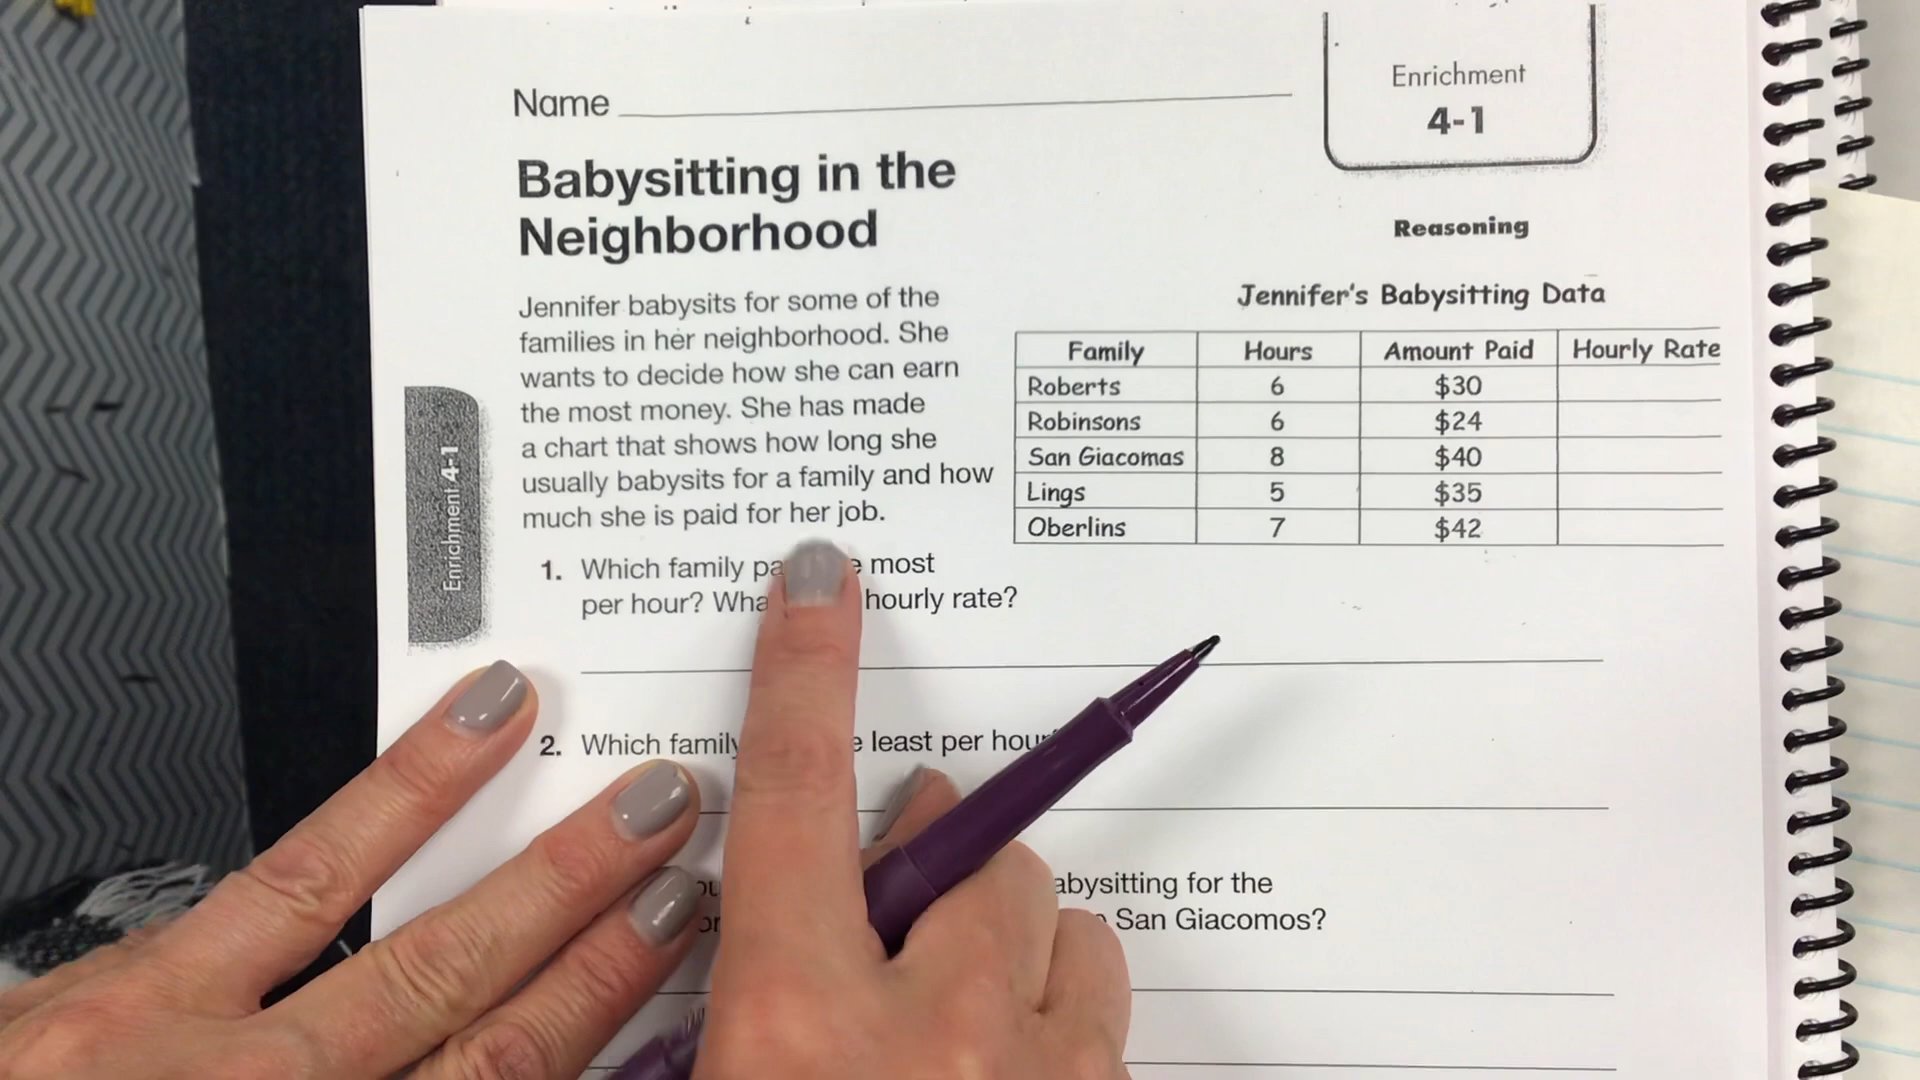 Name
Enrichment
4-1
Babysitting in the
Neighborhood
Reasoning
Jennifer babysits for some of the
families in her neighborhood. She
wants to decide how she can earn
the most money. She has made
a chart that shows how long she
usually babysits for a family and how
much she is paid for her job.
Jennifer's Babysitting Data
Family Hours Amount Paid Hourly Rate
Roberts 6 $30
Robinsons 6 $24
San Giacomas 8 $40
Lings 5 $35
Oberlins 7 $42
Enrichment 4-1
1. Which family most
per hour? hourly rate?
2. Which family least per hour
babysitting for the
San Giacomos?